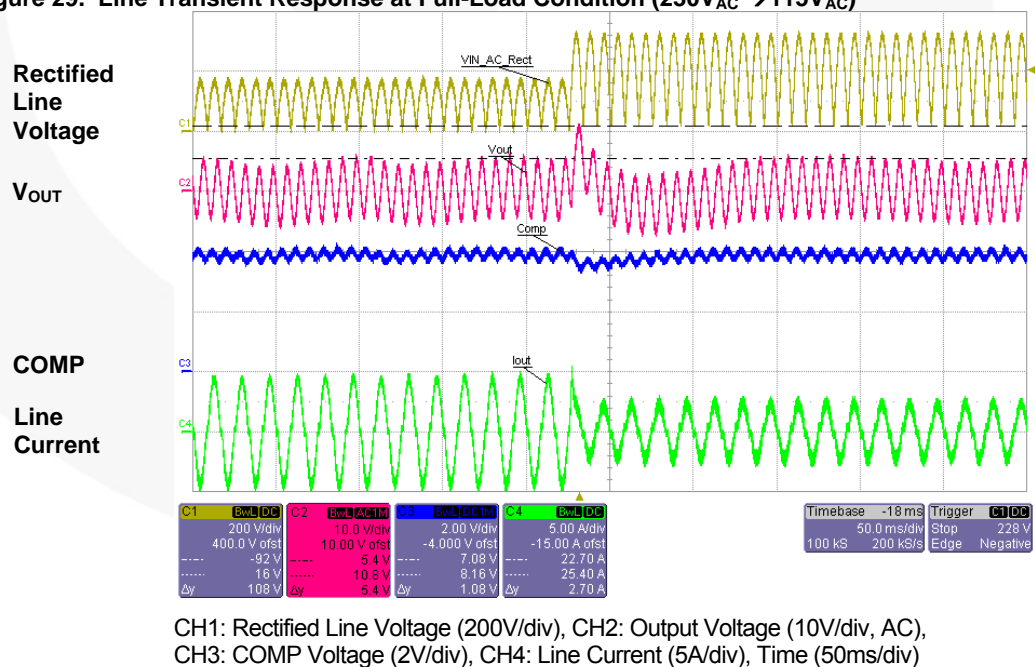 gure 29: Line Transient Response at Full-Load Condition (230VAC →115VAC)
Rectified
Line
Voltage
VIN_AC_Rect
C1
Vout
VOUT
C2
Comp
COMP
C3
Iout
Line
Current
C4
C1 BwL DC
200 V/div
400.0 V ofst
-92 V
16 V
Δy 108 V
C2 BwL AC1M
10.0 V/div
10.00 V ofst
5.4 V
10.8 V
Δy 5.4 V
C3 BwL DC1M
2.00 V/div
-4.000 V ofst
7.08 V
8.16 V
Δy 1.08 V
C4 BwL DC
5.00 A/div
-15.00 A ofst
22.70 A
25.40 A
Δy 2.70 A
Timebase -18 ms
50.0 ms/div
100 kS 200 kS/s
Trigger C1 DC
Stop 228 V
Edge Negative
CH1: Rectified Line Voltage (200V/div), CH2: Output Voltage (10V/div, AC),
CH3: COMP Voltage (2V/div), CH4: Line Current (5A/div), Time (50ms/div)